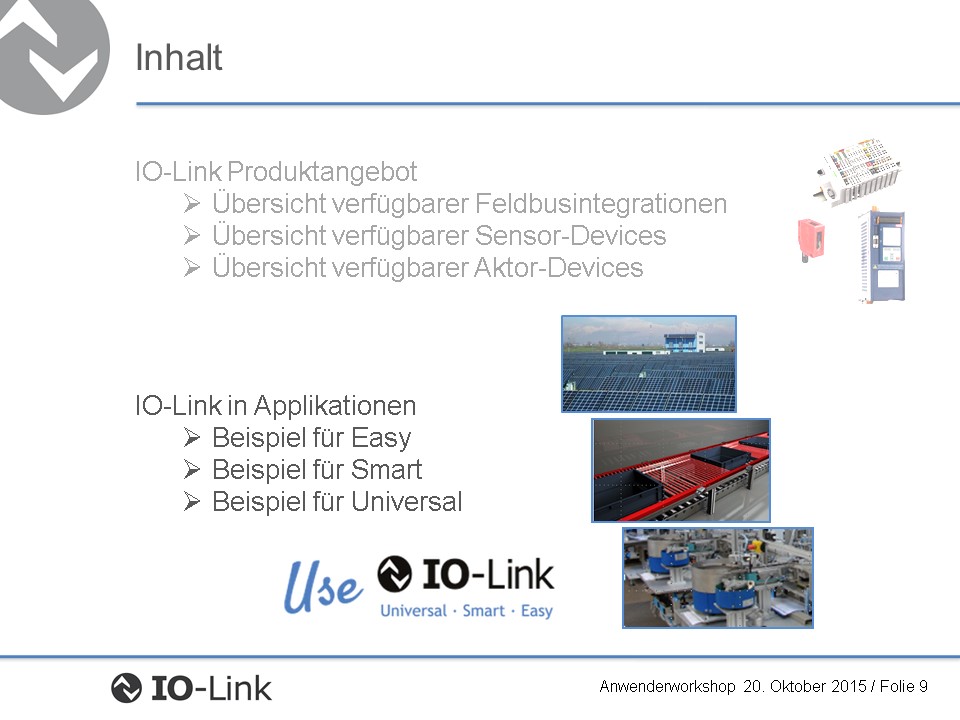 Inhalt
IO-Link Produktangebot
➢ Übersicht verfügbarer Feldbusintegrationen
➢ Übersicht verfügbarer Sensor-Devices
➢ Übersicht verfügbarer Aktor-Devices
IO-Link in Applikationen
➢ Beispiel für Easy
➢ Beispiel für Smart
➢ Beispiel für Universal
Use IO-Link
Universal · Smart · Easy
IO-Link
Anwenderworkshop 20. Oktober 2015 / Folie 9